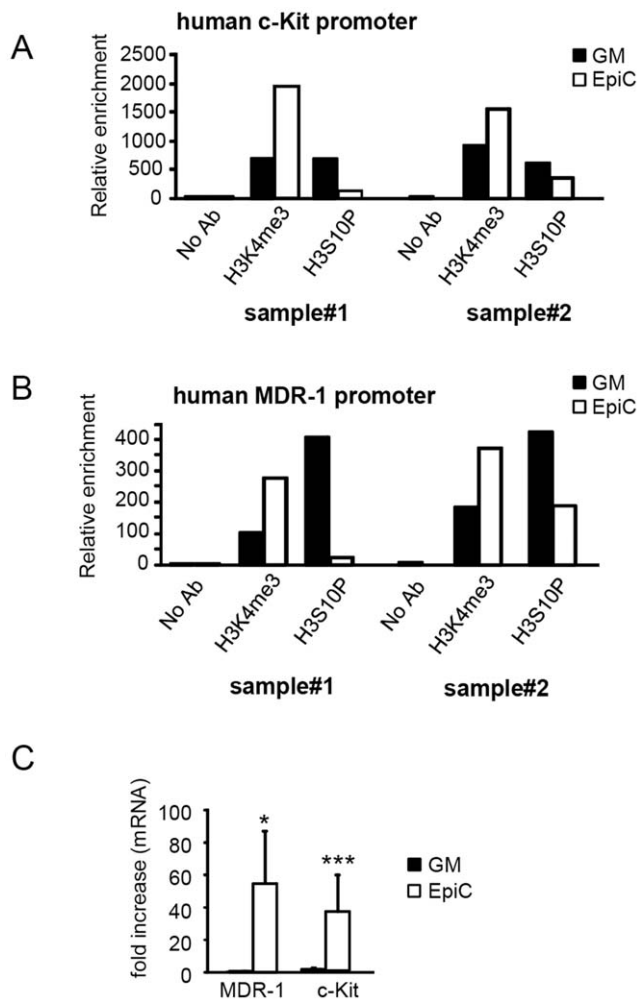 A
human c-Kit promoter
GM
EpiC
Relative enrichment
2500
2000
1500
1000
500
0
No Ab
H3K4me3
H3S10P
No Ab
H3K4me3
H3S10P
sample#1
sample#2
B
human MDR-1 promoter
GM
EpiC
Relative enrichment
400
300
200
100
0
No Ab
H3K4me3
H3S10P
No Ab
H3K4me3
H3S10P
sample#1
sample#2
C
fold increase (mRNA)
100
80
60
40
20
0
*
***
GM
EpiC
MDR-1 c-Kit